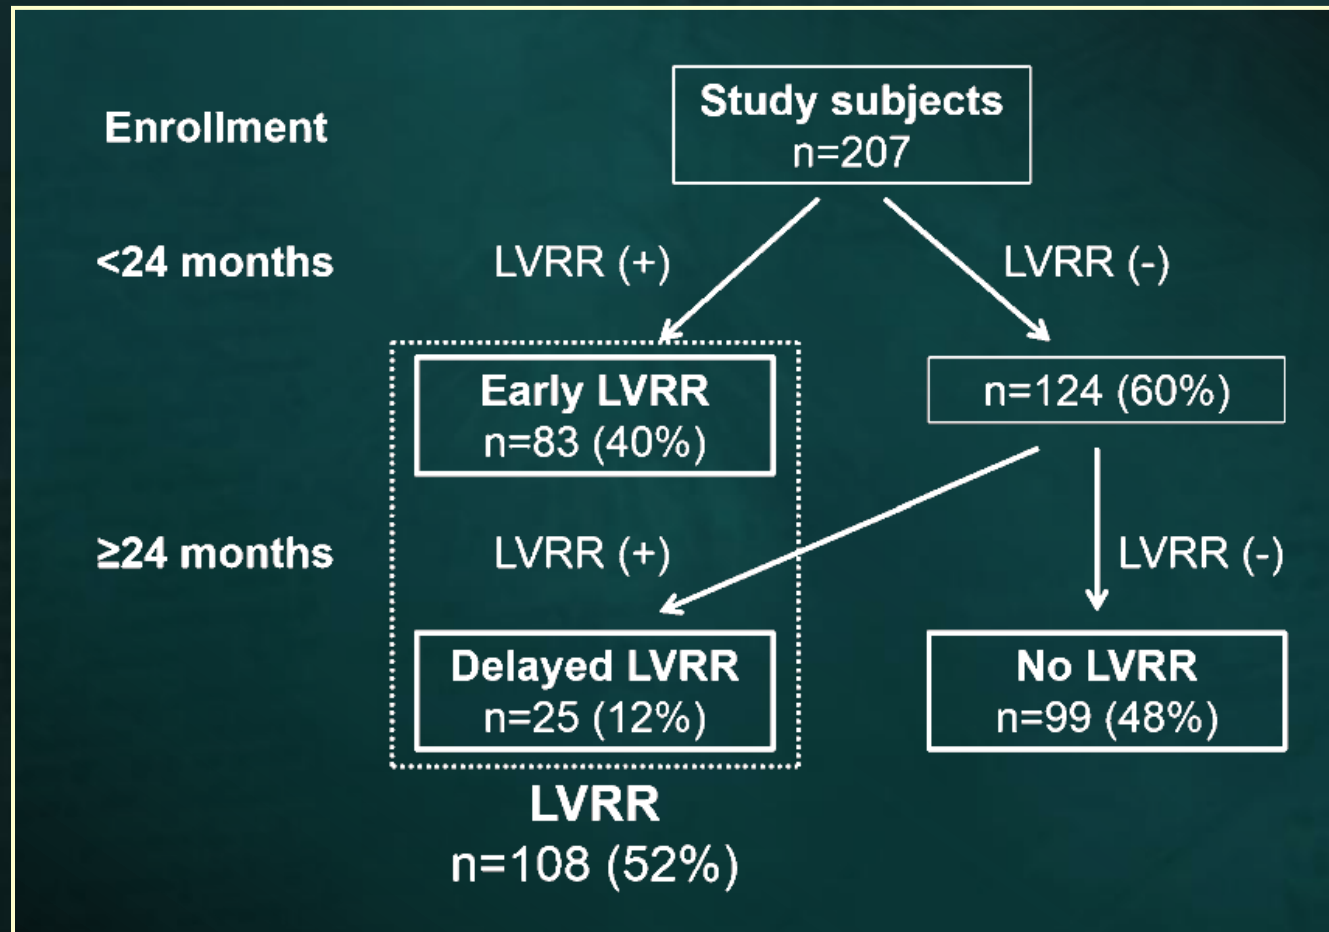 Enrollment
Study subjects
n=207
<24 months
LVRR (+)
LVRR (-)
Early LVRR
n=83 (40%)
n=124 (60%)
≥24 months
LVRR (+)
LVRR (-)
Delayed LVRR
n=25 (12%)
No LVRR
n=99 (48%)
LVRR
n=108 (52%)